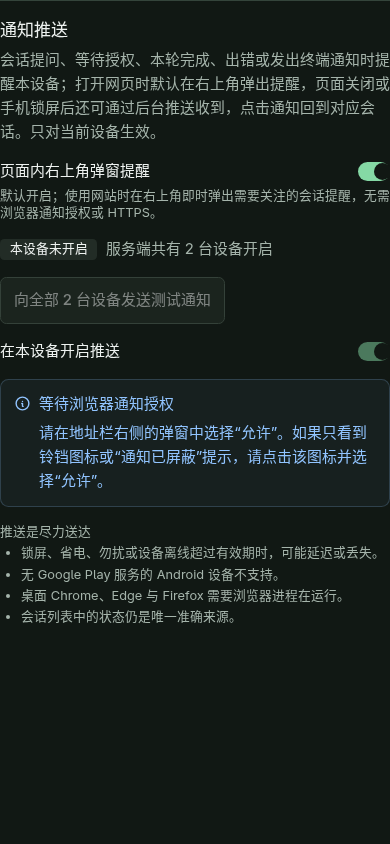 通知推送
会话提问、等待授权、本轮完成、出错或发出终端通知时提
醒本设备；打开网页时默认在右上角弹出提醒，页面关闭或
手机锁屏后还可通过后台推送收到，点击通知回到对应会
话。只对当前设备生效。
页面内右上角弹窗提醒
默认开启；使用网站时在右上角即时弹出需要关注的会话提醒，无需
浏览器通知授权或 HTTPS。
本设备未开启 服务端共有 2 台设备开启
向全部 2 台设备发送测试通知
在本设备开启推送
等待浏览器通知授权
请在地址栏右侧的弹窗中选择“允许”。如果只看到
铃铛图标或“通知已屏蔽”提示，请点击该图标并选
择“允许”。
推送是尽力送达
• 锁屏、省电、勿扰或设备离线超过有效期时，可能延迟或丢失。
• 无 Google Play 服务的 Android 设备不支持。
• 桌面 Chrome、Edge 与 Firefox 需要浏览器进程在运行。
• 会话列表中的状态仍是唯一准确来源。